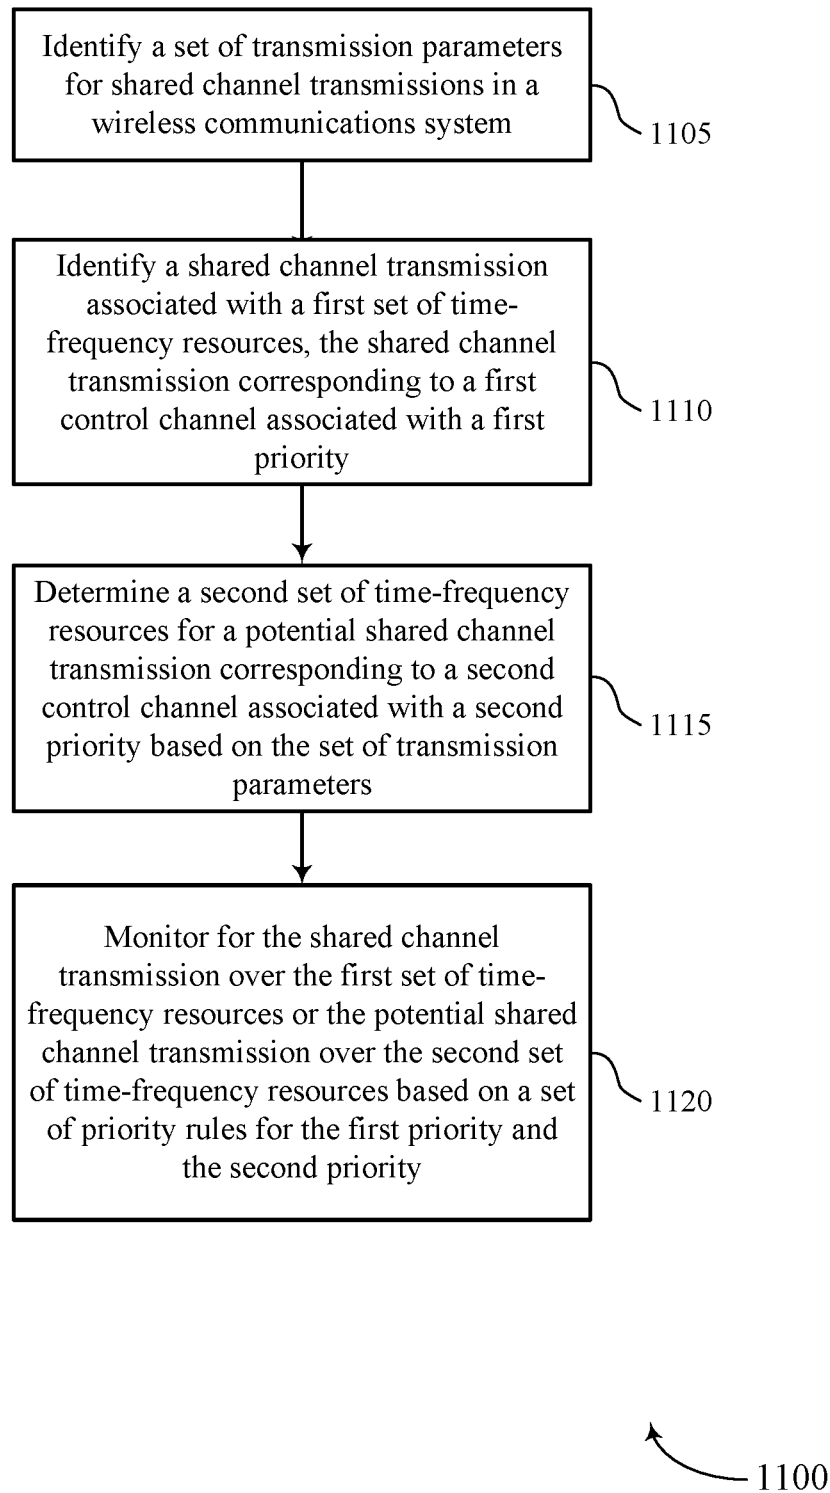 Identify a set of transmission parameters
for shared channel transmissions in a
wireless communications system
1105
Identify a shared channel transmission
associated with a first set of time-
frequency resources, the shared channel
transmission corresponding to a first
control channel associated with a first
priority
1110
Determine a second set of time-frequency
resources for a potential shared channel
transmission corresponding to a second
control channel associated with a second
priority based on the set of transmission
parameters
1115
Monitor for the shared channel
transmission over the first set of time-
frequency resources or the potential shared
channel transmission over the second set
of time-frequency resources based on a set
of priority rules for the first priority and
the second priority
1120
1100